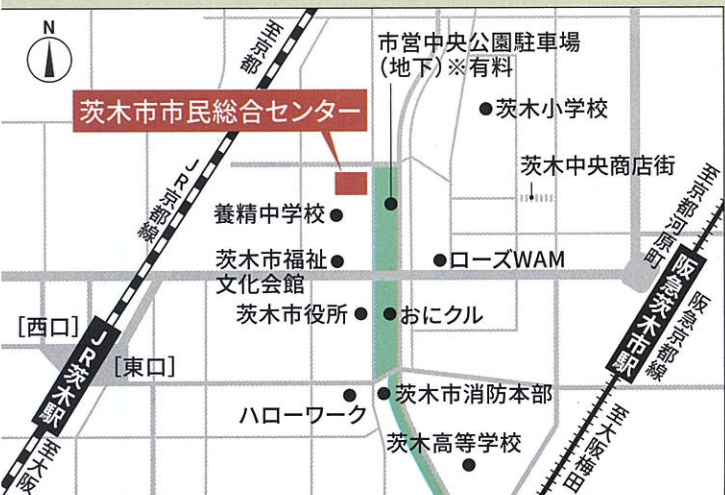 N
至京都
市営中央公園駐車場
（地下）※有料
茨木市市民総合センター
茨木小学校
JR京都線
茨木中央商店街
至京都河原町
養精中学校
茨木市福祉
文化会館
ローズWAM
阪急茨木市駅
阪急京都線
茨木市役所
おにクル
［西口］
JR茨木駅
［東口］
茨木市消防本部
ハローワーク
至大阪梅田
茨木高等学校
至大阪